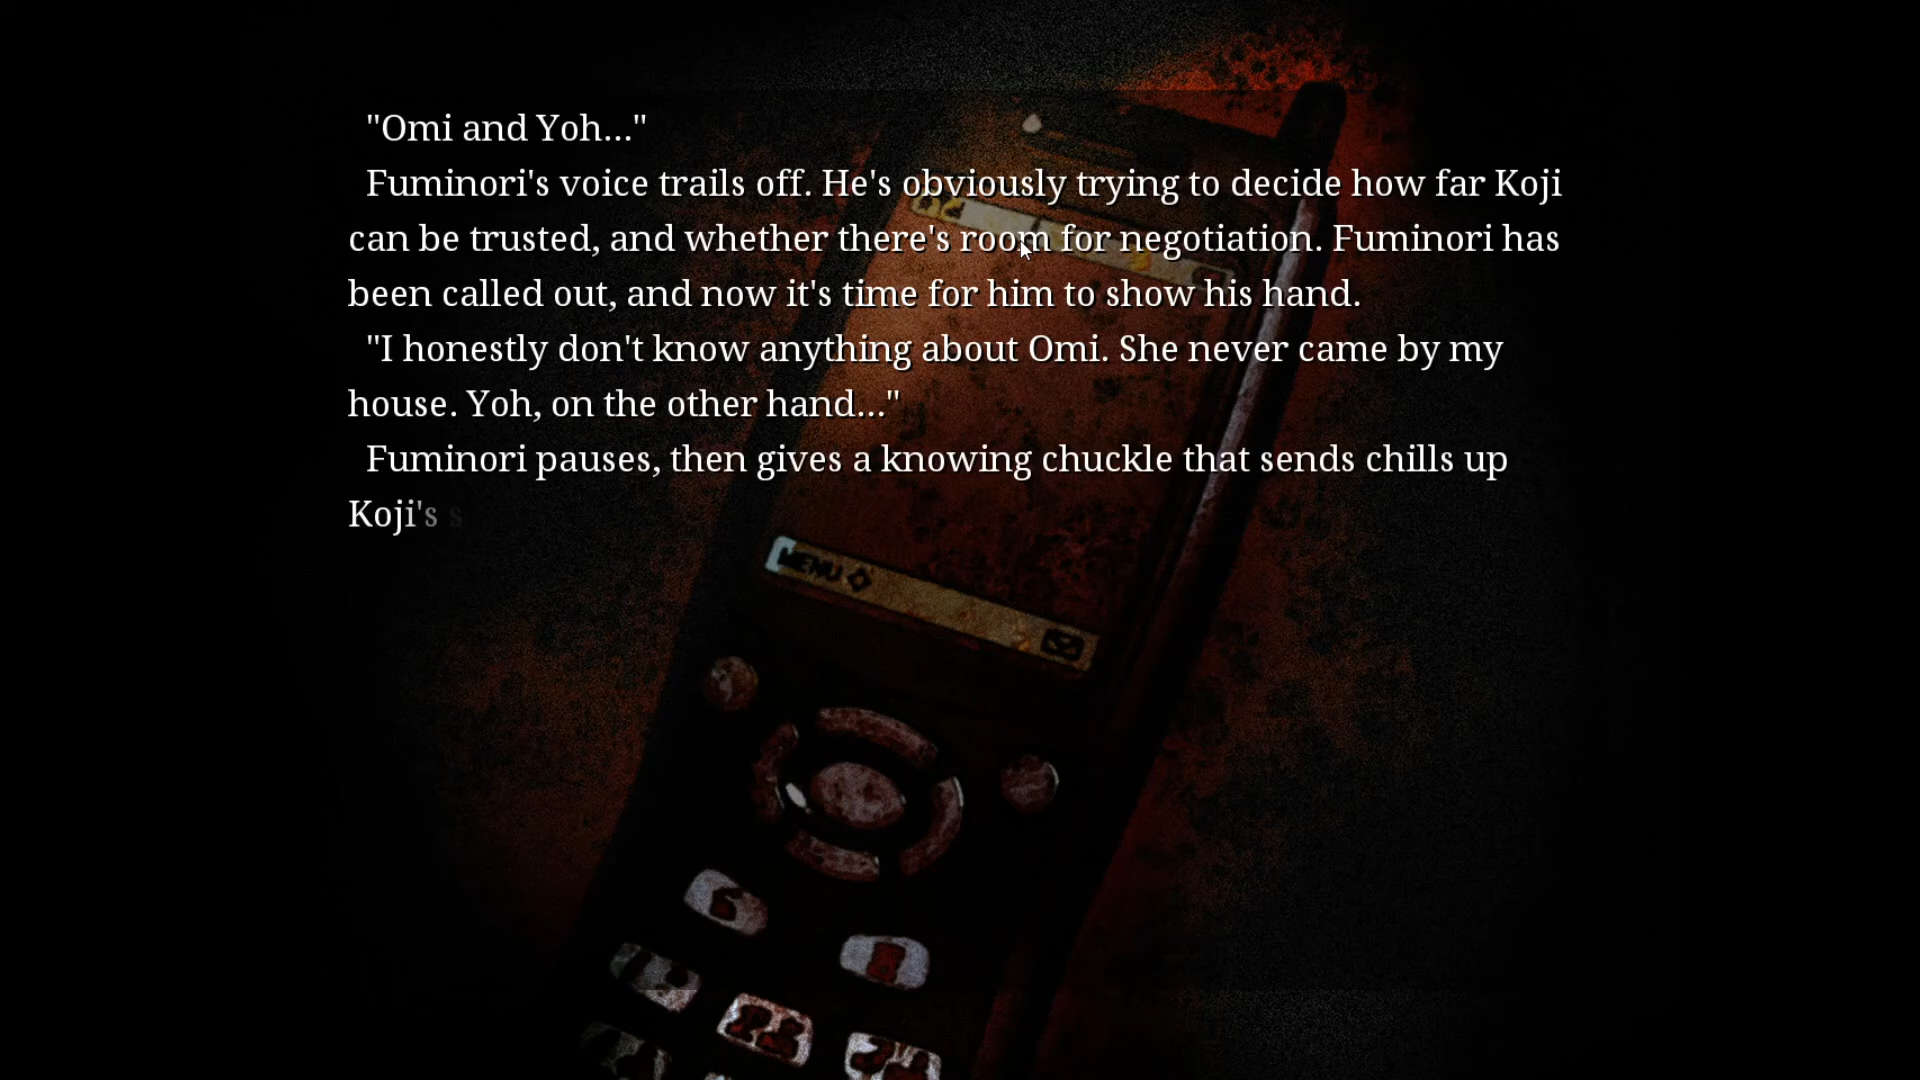 "Omi and Yoh..."
Fuminori's voice trails off. He's obviously trying to decide how far Koji
can be trusted, and whether there's room for negotiation. Fuminori has
been called out, and now it's time for him to show his hand.
"I honestly don't know anything about Omi. She never came by my
house. Yoh, on the other hand..."
Fuminori pauses, then gives a knowing chuckle that sends chills up
Koji's s
MENU